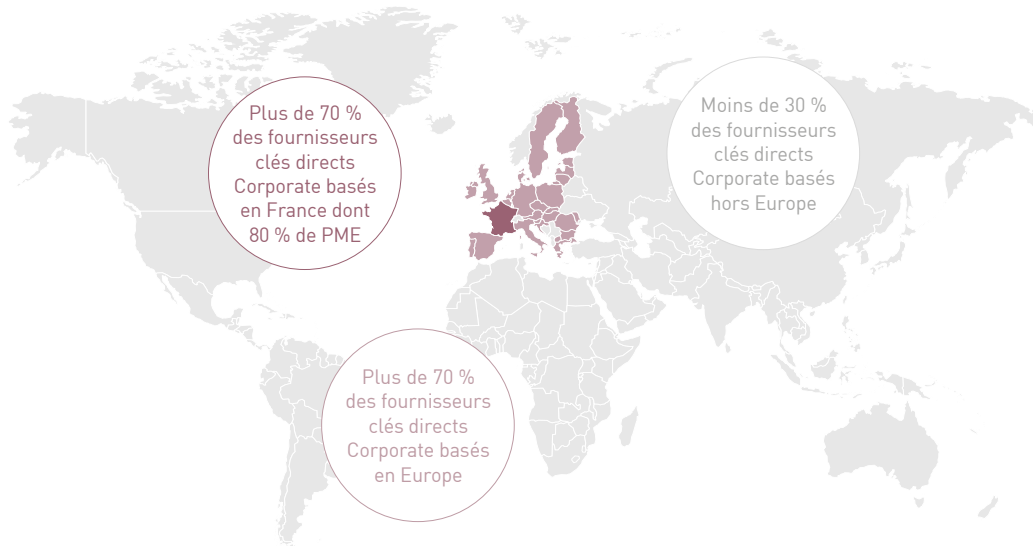 Plus de 70 %
des fournisseurs
clés directs
Corporate basés
en France dont
80 % de PME
Moins de 30 %
des fournisseurs
clés directs
Corporate basés
hors Europe
Plus de 70 %
des fournisseurs
clés directs
Corporate basés
en Europe